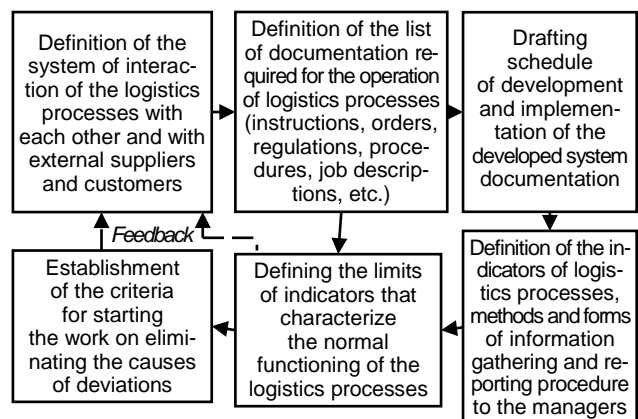 Definition of the
system of interac-
tion of the logistics
processes with
each other and with
external suppliers
and customers
Definition of the list
of documentation re-
quired for the operation
of logistics processes
(instructions, orders,
regulations, proce-
dures, job descrip-
tions, etc.)
Drafting
schedule
of development
and implemen-
tation of the
developed system
documentation
Feedback
Establishment
of the criteria
for starting
the work on elimi-
nating the causes
of deviations
Defining the limits
of indicators that
characterize
the normal
functioning of the
logistics processes
Definition of the in-
dicators of logis-
tics processes,
methods and forms
of information
gathering and re-
porting procedure
to the managers